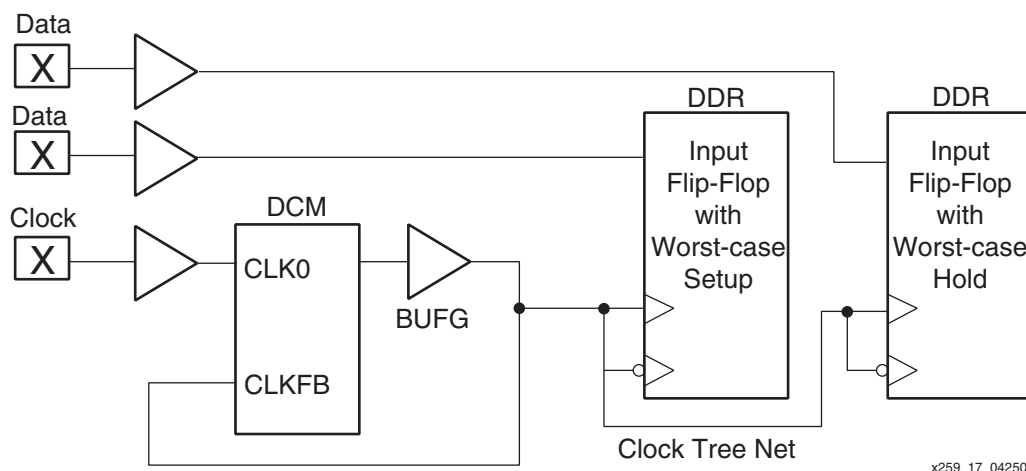 Data
X
Data
X
Clock
X
DCM
CLK0
CLKFB
BUFG
DDR
Input
Flip-Flop
with
Worst-case
Setup
DDR
Input
Flip-Flop
with
Worst-case
Hold
Clock Tree Net
x259_17_04250